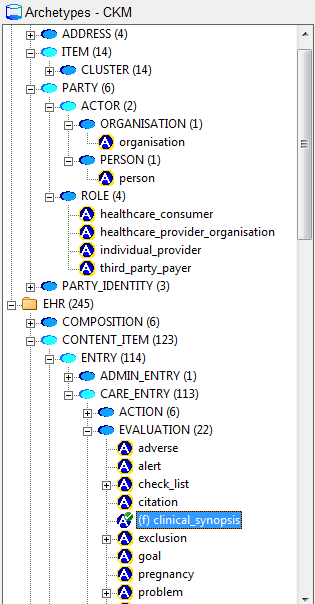 Archetypes - CKM
ADDRESS (4)
ITEM (14)
CLUSTER (14)
PARTY (6)
ACTOR (2)
ORGANISATION (1)
organisation
PERSON (1)
person
ROLE (4)
healthcare_consumer
healthcare_provider_organisation
individual_provider
third_party_payer
PARTY_IDENTITY (3)
EHR (245)
COMPOSITION (6)
CONTENT_ITEM (123)
ENTRY (114)
ADMIN_ENTRY (1)
CARE_ENTRY (113)
ACTION (6)
EVALUATION (22)
adverse
alert
check_list
citation
(f) clinical_synopsis
exclusion
goal
pregnancy
problem